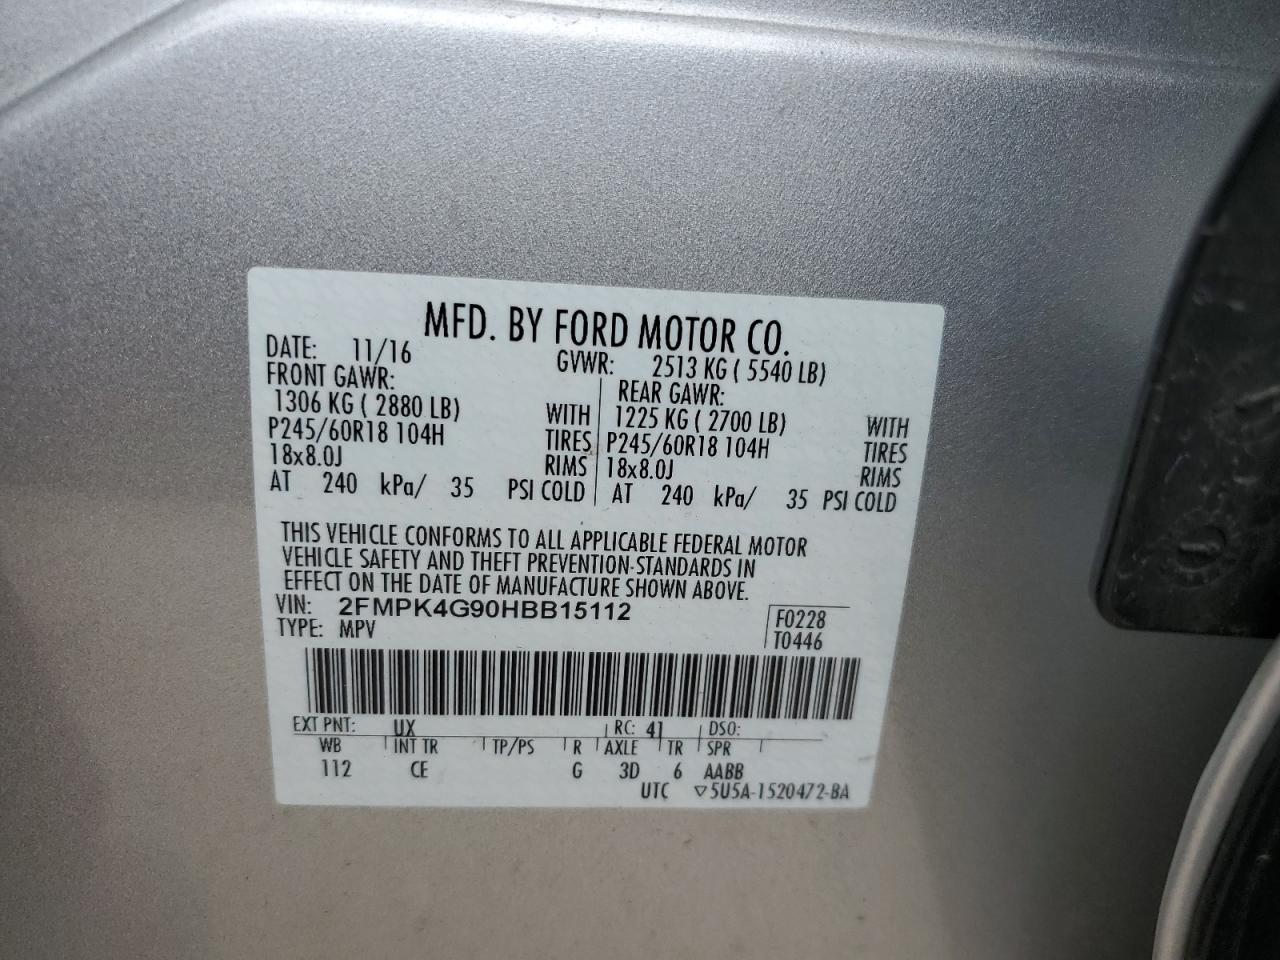 MFD. BY FORD MOTOR CO.
DATE: 11/16 GVWR: 2513 KG ( 5540 LB)
FRONT GAWR: REAR GAWR:
1306 KG ( 2880 LB) WITH 1225 KG ( 2700 LB) WITH
P245/60R18 104H TIRES P245/60R18 104H TIRES
18x8.0J RIMS 18x8.0J RIMS
AT 240 kPa/ 35 PSI COLD AT 240 kPa/ 35 PSI COLD
THIS VEHICLE CONFORMS TO ALL APPLICABLE FEDERAL MOTOR
VEHICLE SAFETY AND THEFT PREVENTION STANDARDS IN
EFFECT ON THE DATE OF MANUFACTURE SHOWN ABOVE.
VIN: 2FMPK4G90HBB15112 F0228
TYPE: MPV T0446
EXT PNT: UX RC: 41 DSO:
WB INT TR TP/PS R AXLE TR SPR
112 CE G 3D 6 AABB
UTC ▽5U5A-1520472-BA